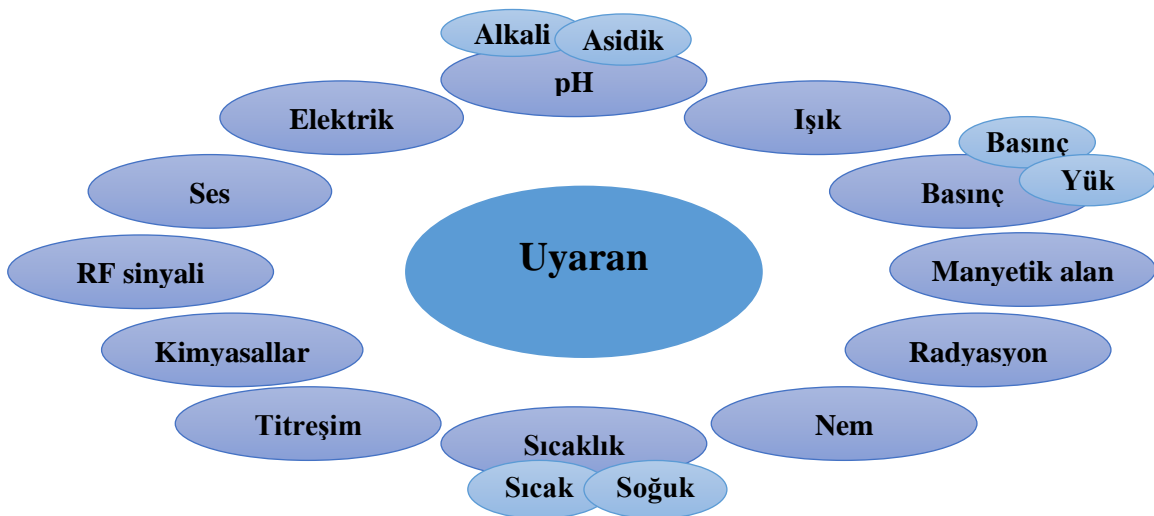 Alkali
Asidik
pH
Elektrik
Işık
Basınç
Yük
Ses
Basınç
Uyaran
RF sinyali
Manyetik alan
Kimyasallar
Radyasyon
Titreşim
Nem
Sıcaklık
Sıcak
Soğuk